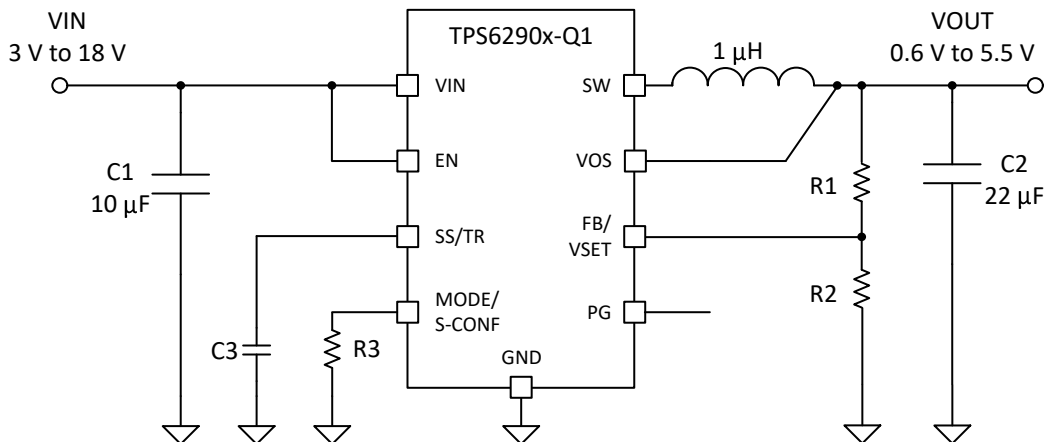 VIN
3 V to 18 V
TPS6290x-Q1
VOUT
0.6 V to 5.5 V
1 µH
VIN
SW
EN
VOS
C1
10 µF
R1
C2
22 µF
SS/TR
FB/
VSET
MODE/
S-CONF
R2
PG
C3
R3
GND